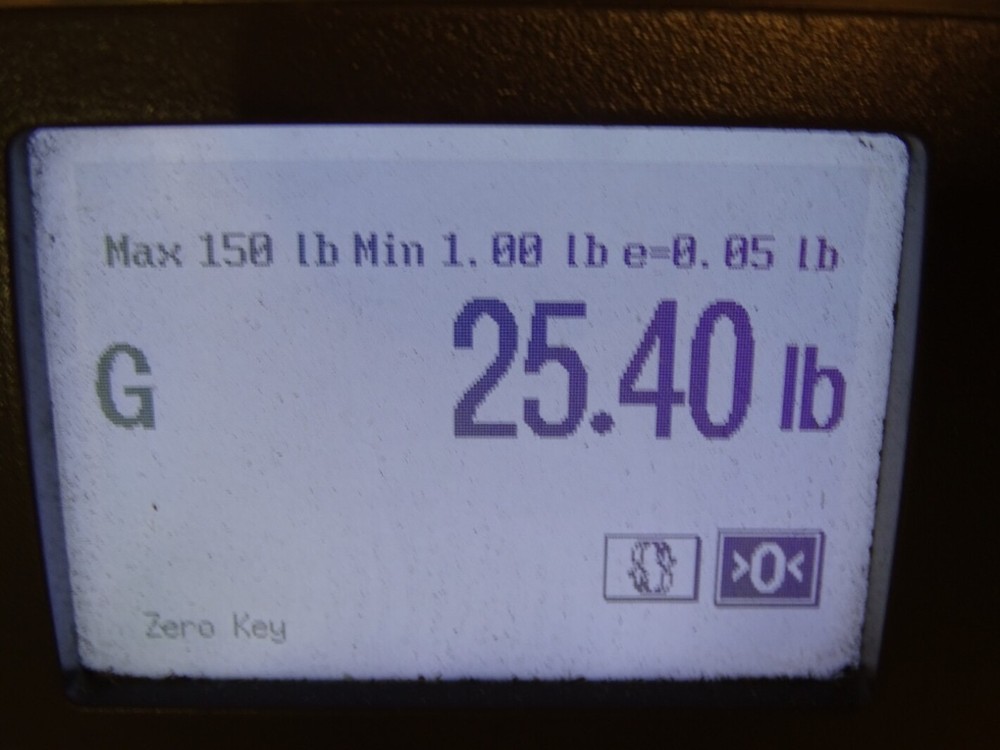 Max 150 lb Min 1.00 lb e=0.05 lb
G 25.40 lb
>0<
Zero Key